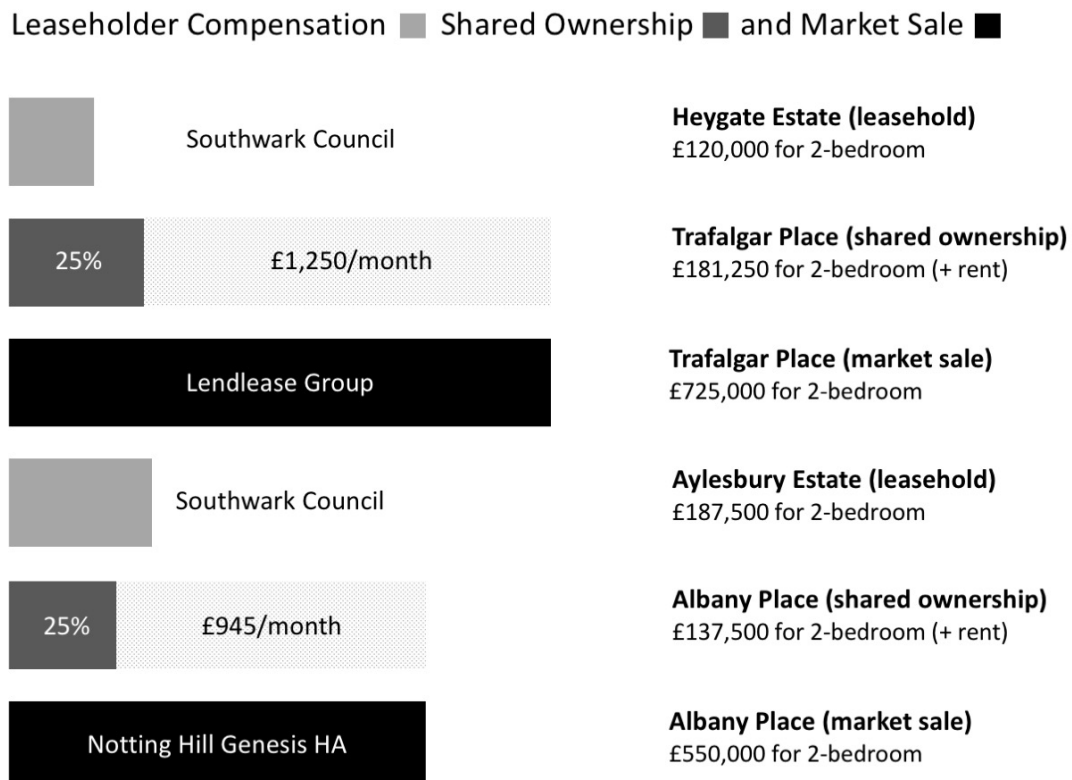 Leaseholder Compensation Shared Ownership and Market Sale
Southwark Council
Heygate Estate (leasehold)
£120,000 for 2-bedroom
25%
£1,250/month
Trafalgar Place (shared ownership)
£181,250 for 2-bedroom (+ rent)
Lendlease Group
Trafalgar Place (market sale)
£725,000 for 2-bedroom
Southwark Council
Aylesbury Estate (leasehold)
£187,500 for 2-bedroom
25%
£945/month
Albany Place (shared ownership)
£137,500 for 2-bedroom (+ rent)
Notting Hill Genesis HA
Albany Place (market sale)
£550,000 for 2-bedroom